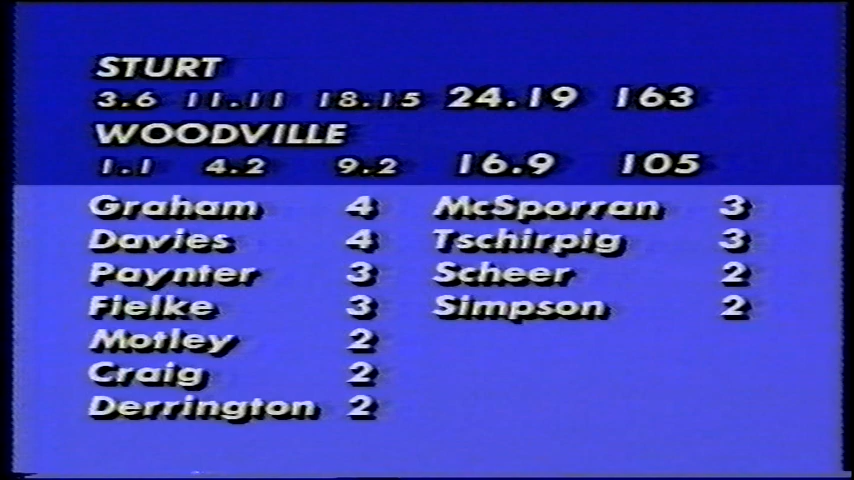 STURT
3.6 11.11 18.15 24.19 163
WOODVILLE
1.1 4.2 9.2 16.9 105
Graham 4 McSporran 3
Davies 4 Tschirpig 3
Paynter 3 Scheer 2
Fielke 3 Simpson 2
Motley 2
Craig 2
Derrington 2